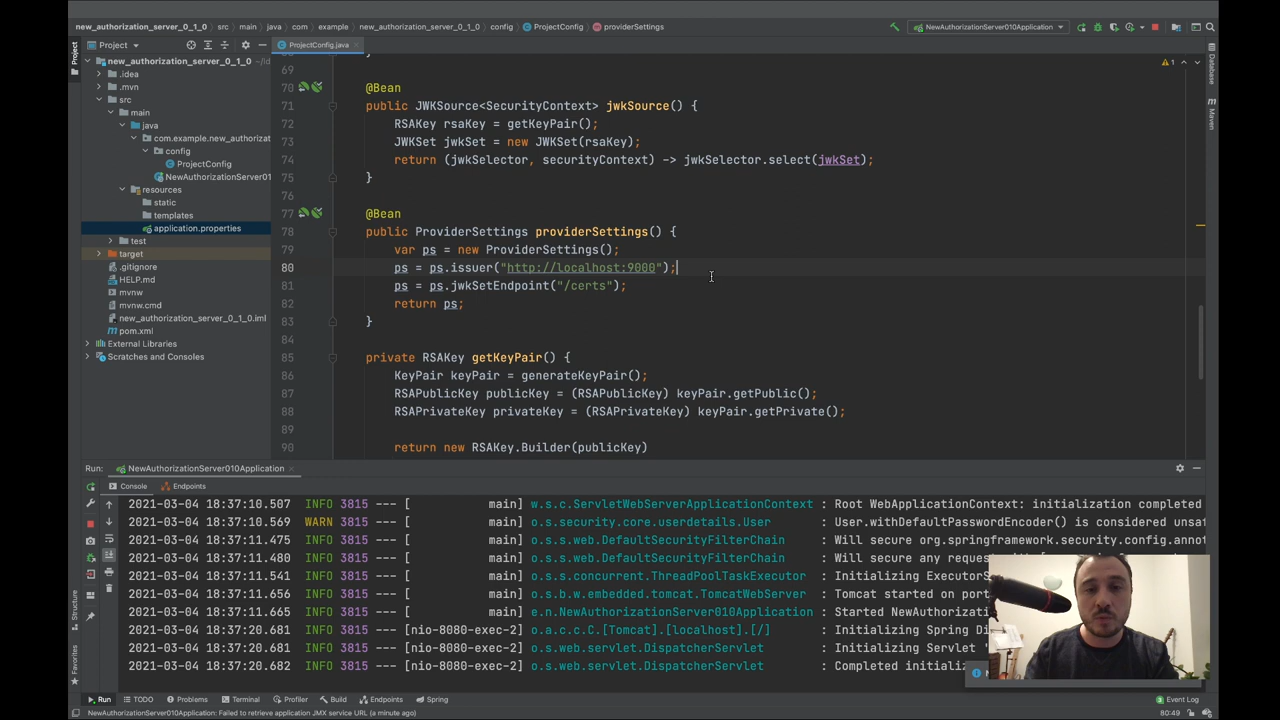 new_authorization_server_0_1_0 › src › main › java › com › example › new_authorization_server_0_1_0 › config › ProjectConfig › providerSettings
NewAuthorizationServer010Application
Project
ProjectConfig.java
new_authorization_server_0_1_0 ~/Id
.idea
.mvn
src
main
java
com.example.new_authorizat
config
ProjectConfig
NewAuthorizationServer01
resources
static
templates
application.properties
test
target
.gitignore
HELP.md
mvnw
mvnw.cmd
new_authorization_server_0_1_0.iml
pom.xml
External Libraries
Scratches and Consoles
Project
Structure
Favorites
Database
Maven
1
69
70 @Bean
71 public JWKSource<SecurityContext> jwkSource() {
72 RSAKey rsaKey = getKeyPair();
73 JWKSet jwkSet = new JWKSet(rsaKey);
74 return (jwkSelector, securityContext) -> jwkSelector.select(jwkSet);
75 }
76
77 @Bean
78 public ProviderSettings providerSettings() {
79 var ps = new ProviderSettings();
80 ps = ps.issuer("http://localhost:9000");
81 ps = ps.jwkSetEndpoint("/certs");
82 return ps;
83 }
84
85 private RSAKey getKeyPair() {
86 KeyPair keyPair = generateKeyPair();
87 RSAPublicKey publicKey = (RSAPublicKey) keyPair.getPublic();
88 RSAPrivateKey privateKey = (RSAPrivateKey) keyPair.getPrivate();
89
90 return new RSAKey.Builder(publicKey)
Run: NewAuthorizationServer010Application
Console Endpoints
2021-03-04 18:37:10.507 INFO 3815 --- [ main] w.s.c.ServletWebServerApplicationContext : Root WebApplicationContext: initialization completed
2021-03-04 18:37:10.569 WARN 3815 --- [ main] o.s.security.core.userdetails.User : User.withDefaultPasswordEncoder() is considered unsa
2021-03-04 18:37:11.475 INFO 3815 --- [ main] o.s.s.web.DefaultSecurityFilterChain : Will secure org.springframework.security.config.annot
2021-03-04 18:37:11.480 INFO 3815 --- [ main] o.s.s.web.DefaultSecurityFilterChain : Will secure any request
2021-03-04 18:37:11.541 INFO 3815 --- [ main] o.s.s.concurrent.ThreadPoolTaskExecutor : Initializing ExecutorS
2021-03-04 18:37:11.656 INFO 3815 --- [ main] o.s.b.w.embedded.tomcat.TomcatWebServer : Tomcat started on port
2021-03-04 18:37:11.665 INFO 3815 --- [ main] e.n.NewAuthorizationServer010Application : Started NewAuthorizati
2021-03-04 18:37:20.681 INFO 3815 --- [nio-8080-exec-2] o.a.c.c.C.[Tomcat].[localhost].[/] : Initializing Spring Di
2021-03-04 18:37:20.681 INFO 3815 --- [nio-8080-exec-2] o.s.web.servlet.DispatcherServlet : Initializing Servlet '
2021-03-04 18:37:20.682 INFO 3815 --- [nio-8080-exec-2] o.s.web.servlet.DispatcherServlet : Completed initializ
Run TODO Problems Terminal Profiler Build Endpoints Spring Event Log
NewAuthorizationServer010Application: Failed to retrieve application JMX service URL (a minute ago) 80:49